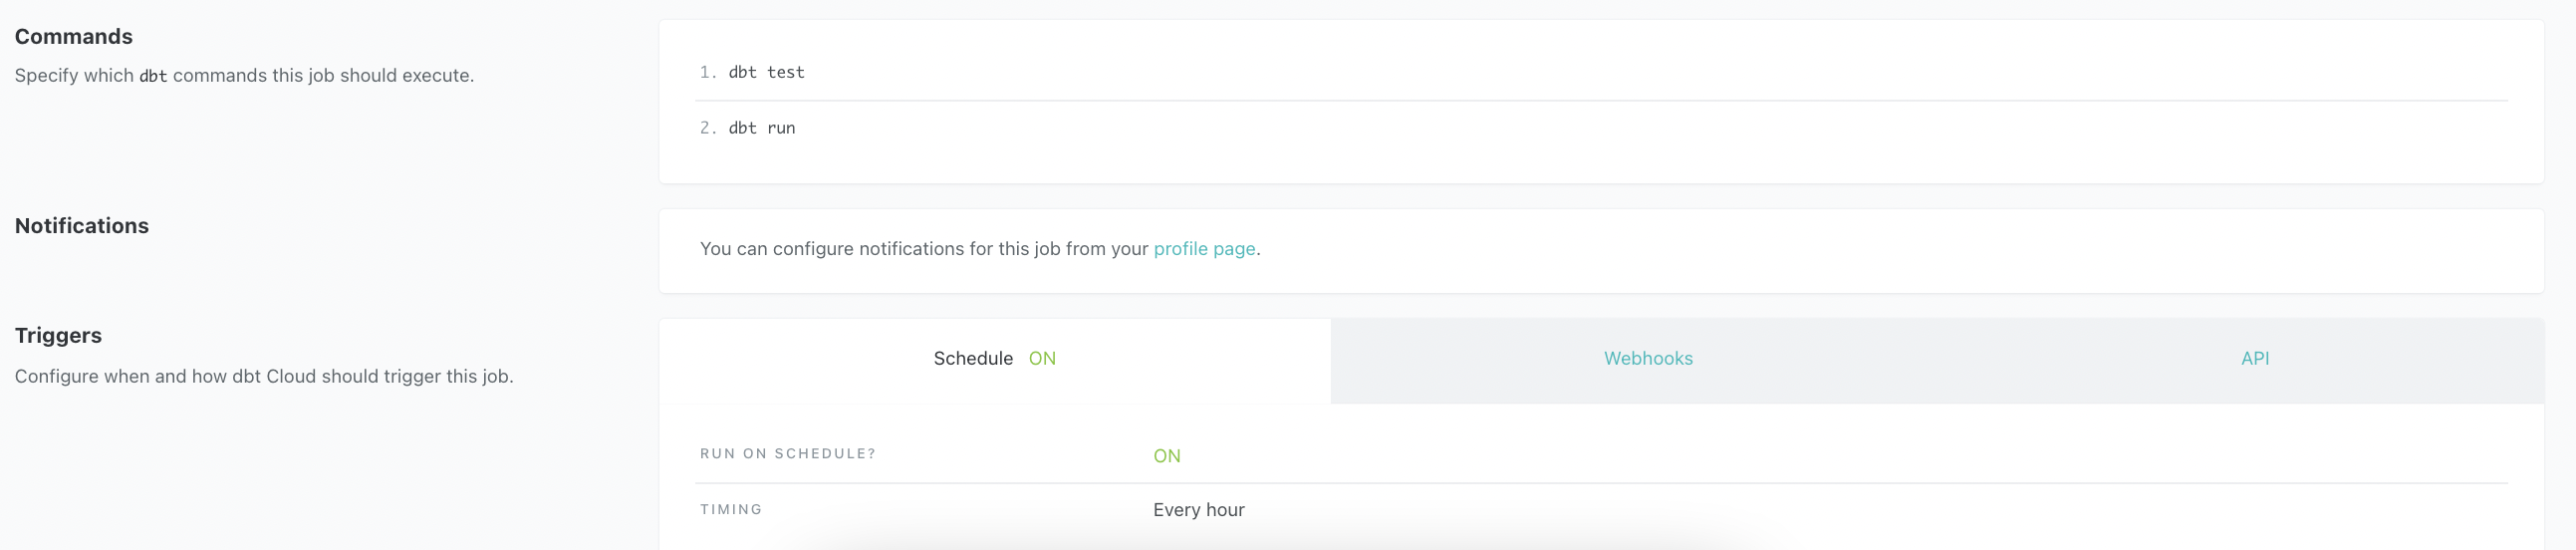 Commands
Specify which dbt commands this job should execute.
1. dbt test
2. dbt run
Notifications
You can configure notifications for this job from your profile page.
Triggers
Configure when and how dbt Cloud should trigger this job.
Schedule ON
Webhooks
API
RUN ON SCHEDULE? ON
TIMING Every hour